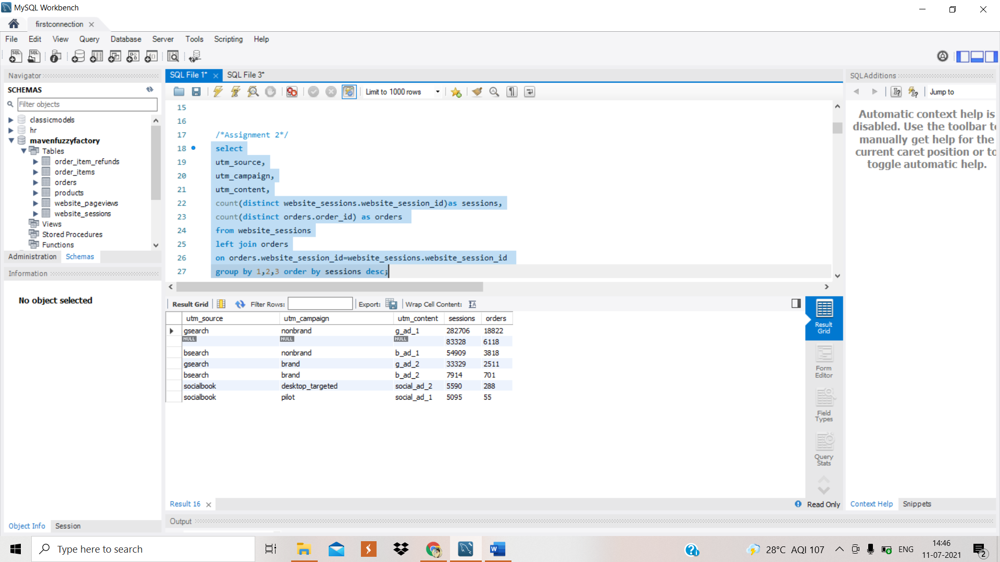 MySQL Workbench
firstconnection
File Edit View Query Database Server Tools Scripting Help
Navigator
SCHEMAS
Filter objects
classicmodels
hr
mavenfuzzyfactory
Tables
order_item_refunds
order_items
orders
products
website_pageviews
website_sessions
Views
Stored Procedures
Functions
Administration Schemas
Information
No object selected
Object Info Session
SQL File 1* SQL File 3*
Limit to 1000 rows
15
16
17 /*Assignment 2*/
18 select
19 utm_source,
20 utm_campaign,
21 utm_content,
22 count(distinct website_sessions.website_session_id)as sessions,
23 count(distinct orders.order_id) as orders
24 from website_sessions
25 left join orders
26 on orders.website_session_id=website_sessions.website_session_id
27 group by 1,2,3 order by sessions desc;
Result Grid Filter Rows: Export: Wrap Cell Content:
utm_source utm_campaign utm_content sessions orders
gsearch nonbrand g_ad_1 282706 18822
NULL NULL NULL 83328 6118
bsearch nonbrand b_ad_1 54909 3818
gsearch brand g_ad_2 33329 2511
bsearch brand b_ad_2 7914 701
socialbook desktop_targeted social_ad_2 5590 288
socialbook pilot social_ad_1 5095 55
Result
Grid
Form
Editor
Field
Types
Query
Stats
Result 16
Read Only
Output
SQLAdditions
Jump to
Automatic context help is
disabled. Use the toolbar to
manually get help for the
current caret position or to
toggle automatic help.
Context Help Snippets
Type here to search
28°C AQI 107
ENG
14:46
11-07-2021
2